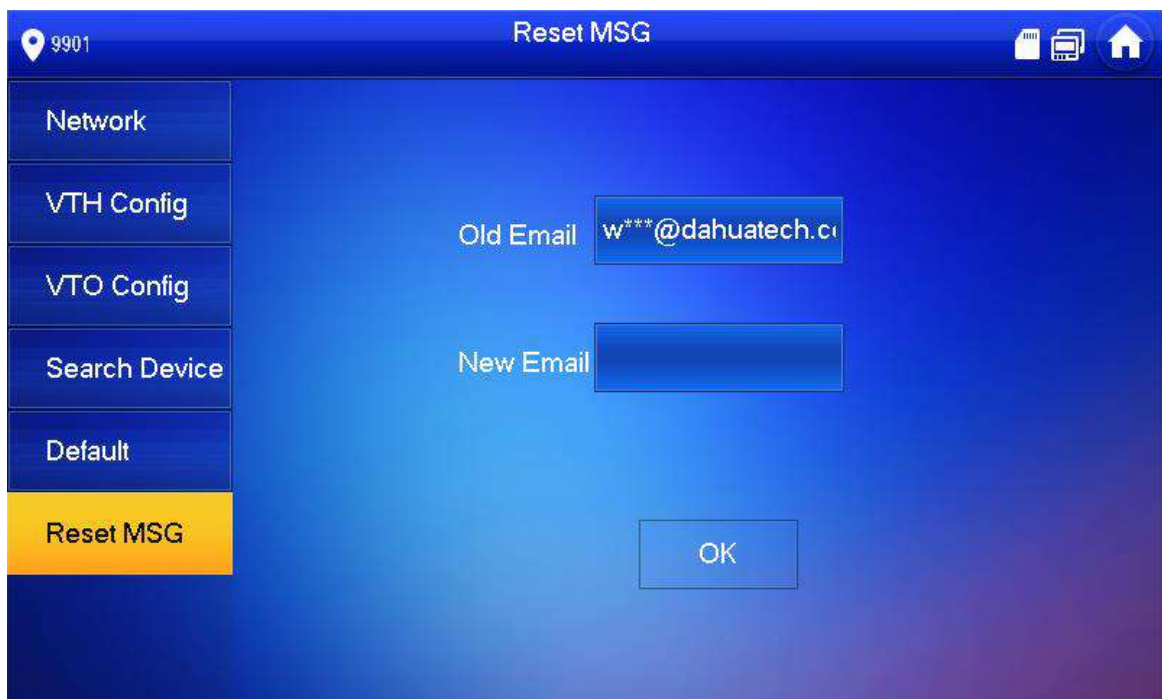 9901
Reset MSG
Network
VTH Config
VTO Config
Search Device
Default
Reset MSG
Old Email w***@dahuatech.c
New Email
OK